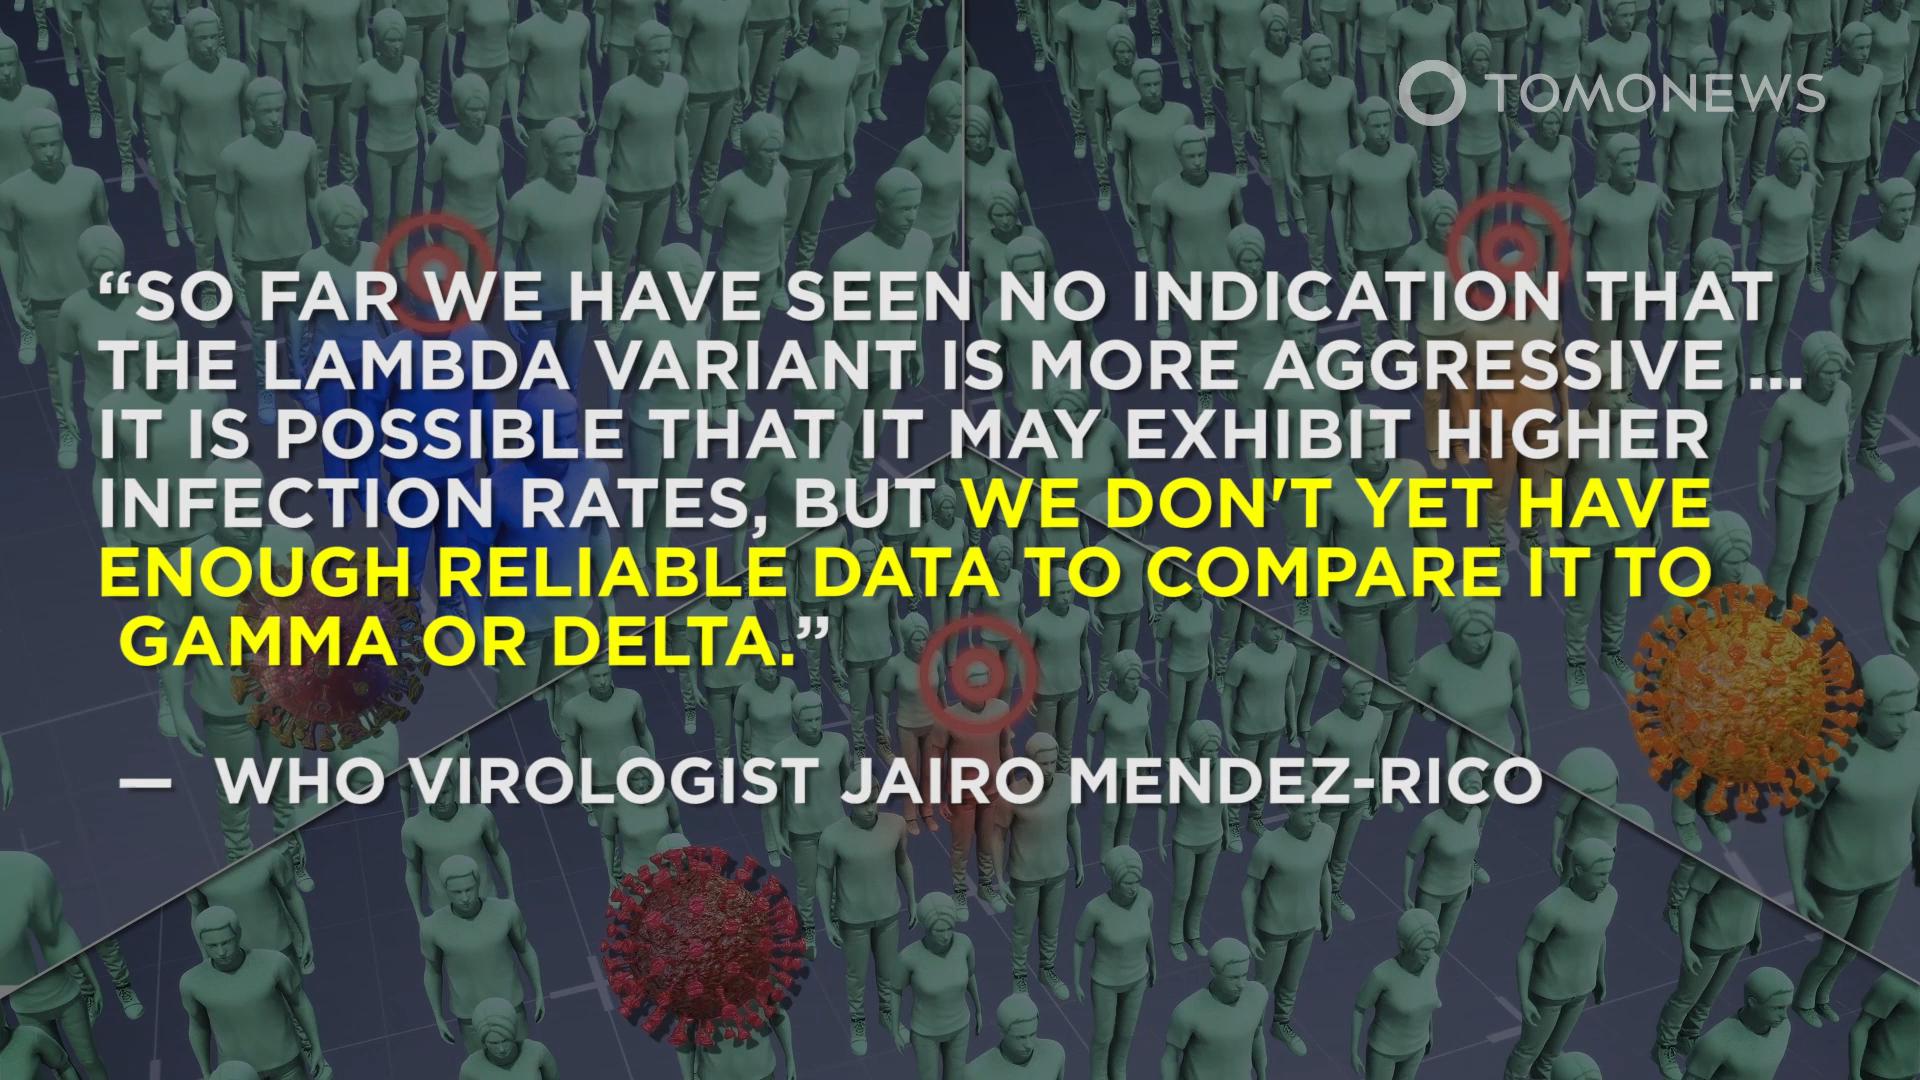 TOMONEWS
“SO FAR WE HAVE SEEN NO INDICATION THAT
THE LAMBDA VARIANT IS MORE AGGRESSIVE ...
IT IS POSSIBLE THAT IT MAY EXHIBIT HIGHER
INFECTION RATES, BUT WE DON'T YET HAVE
ENOUGH RELIABLE DATA TO COMPARE IT TO
GAMMA OR DELTA.”
— WHO VIROLOGIST JAIRO MENDEZ-RICO